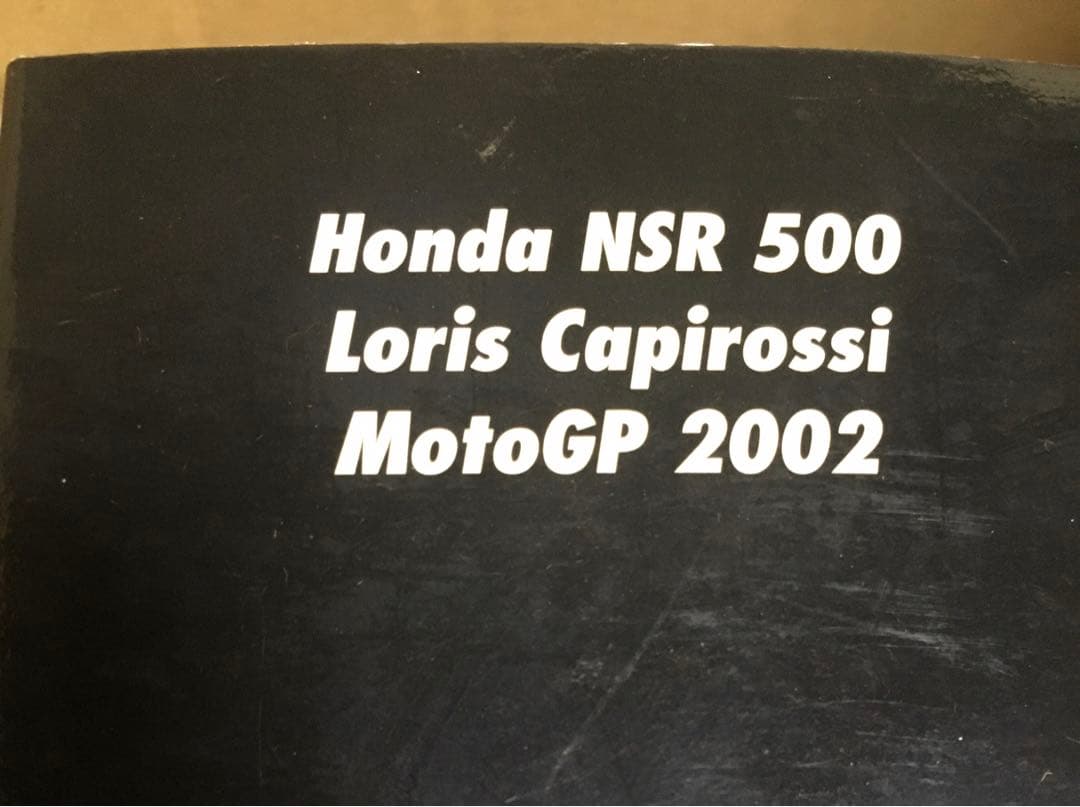 Honda NSR 500
Loris Capirossi
MotoGP 2002